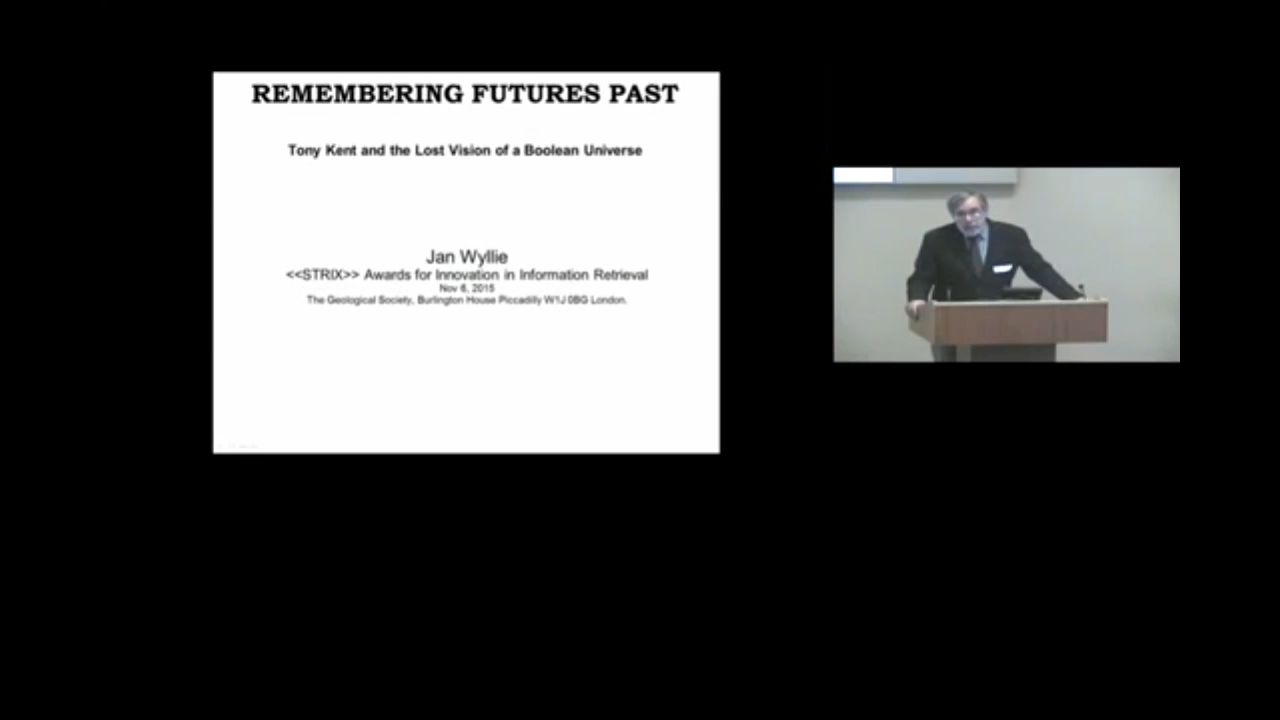 REMEMBERING FUTURES PAST
Tony Kent and the Lost Vision of a Boolean Universe
Jan Wyllie
<<STRIX>> Awards for Innovation in Information Retrieval
Nov 6, 2015
The Geological Society, Burlington House Piccadilly W1J 0BG London.